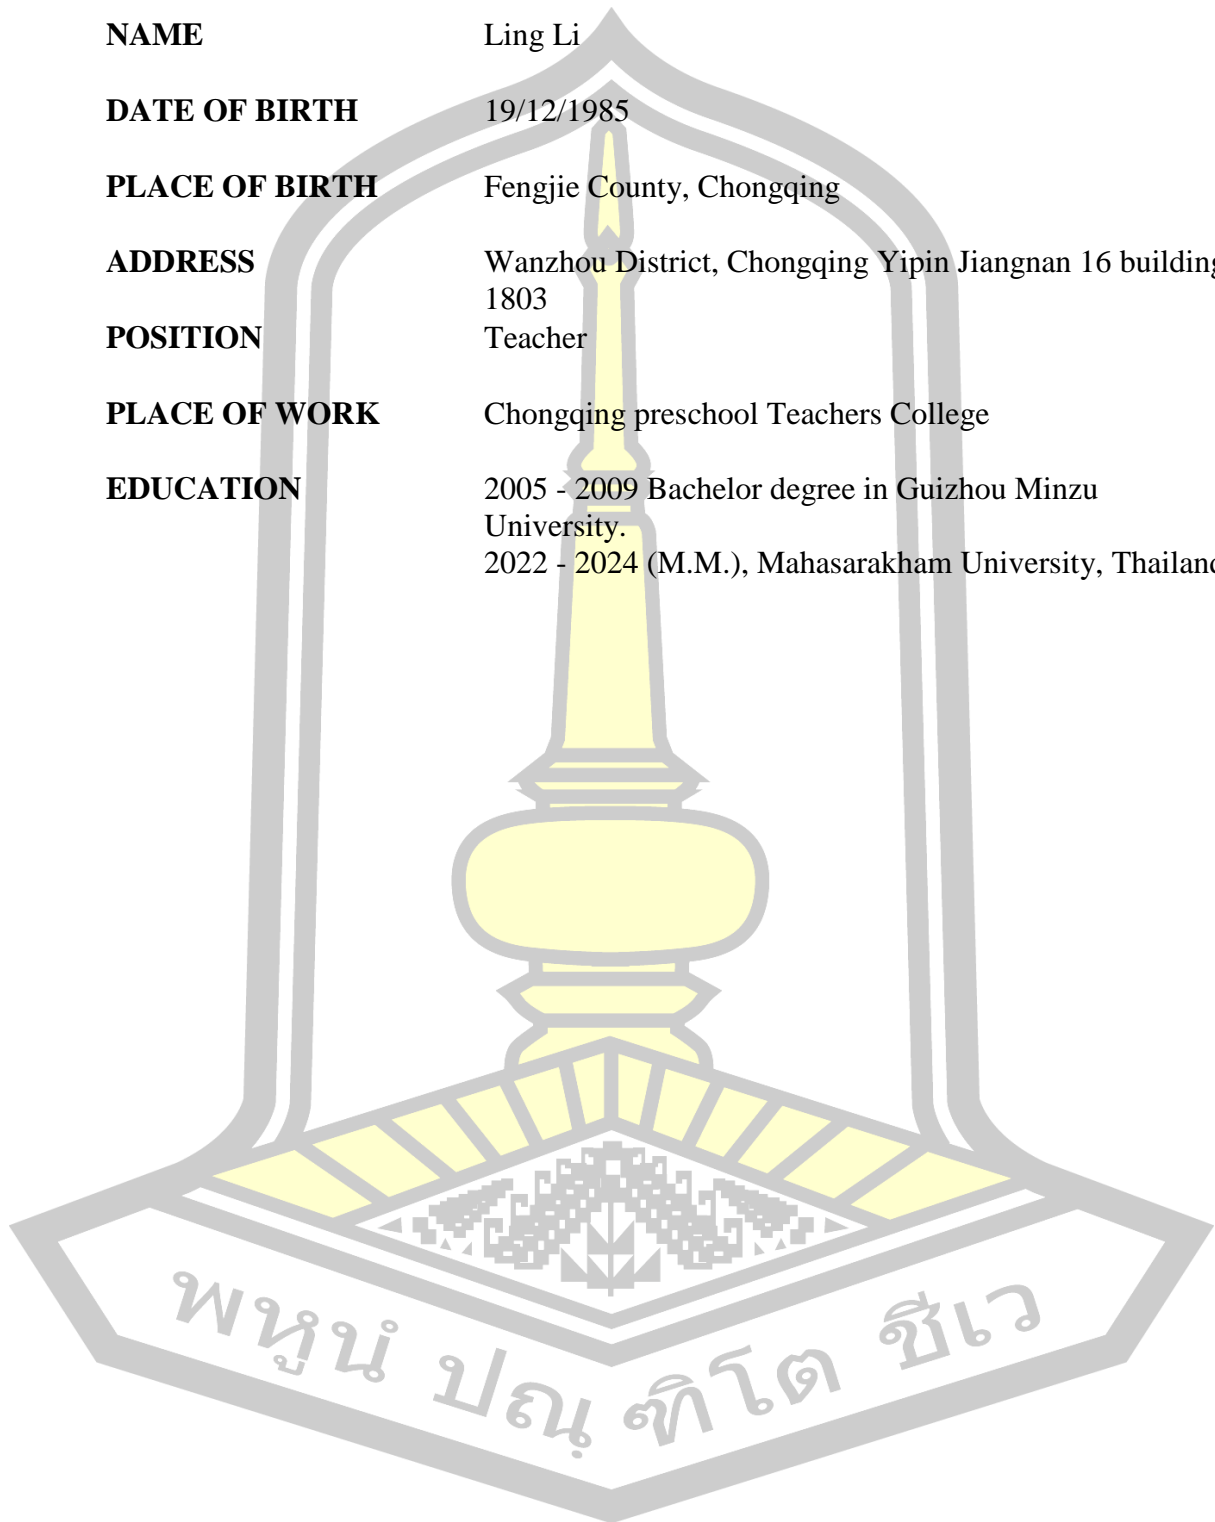 NAME Ling Li
DATE OF BIRTH 19/12/1985
PLACE OF BIRTH Fengjie County, Chongqing
ADDRESS Wanzhou District, Chongqing Yipin Jiangnan 16 building
1803
POSITION Teacher
PLACE OF WORK Chongqing preschool Teachers College
EDUCATION 2005 - 2009 Bachelor degree in Guizhou Minzu
University.
2022 - 2024 (M.M.), Mahasarakham University, Thailand
พหูนํ ปณฺฑิโต ชีเว